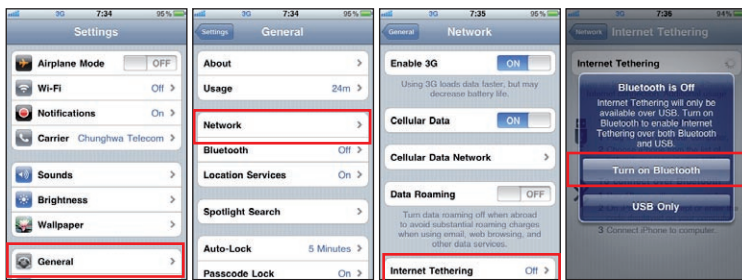 3G 7:34 95%
Settings
Airplane Mode OFF
Wi-Fi Off
Notifications On
Carrier Chunghwa Telecom
Sounds
Brightness
Wallpaper
General
3G 7:34 95%
Settings General
About
Usage 24m
Network
Bluetooth Off
Location Services On
Spotlight Search
Auto-Lock 5 Minutes
Passcode Lock On
3G 7:35 95%
General Network
Enable 3G ON
Using 3G loads data faster, but may
decrease battery life.
Cellular Data ON
Cellular Data Network
Data Roaming OFF
Turn data roaming off when abroad
to avoid substantial roaming charges
when using email, web browsing, and
other data services.
Internet Tethering Off
3G 7:36 94%
Network Internet Tethering
Internet Tethering
Bluetooth is Off
Internet Tethering will only be
available over USB. Turn on
Bluetooth to enable Internet
Tethering over both Bluetooth
and USB.
Turn on Bluetooth
USB Only
3 Connect iPhone to computer.